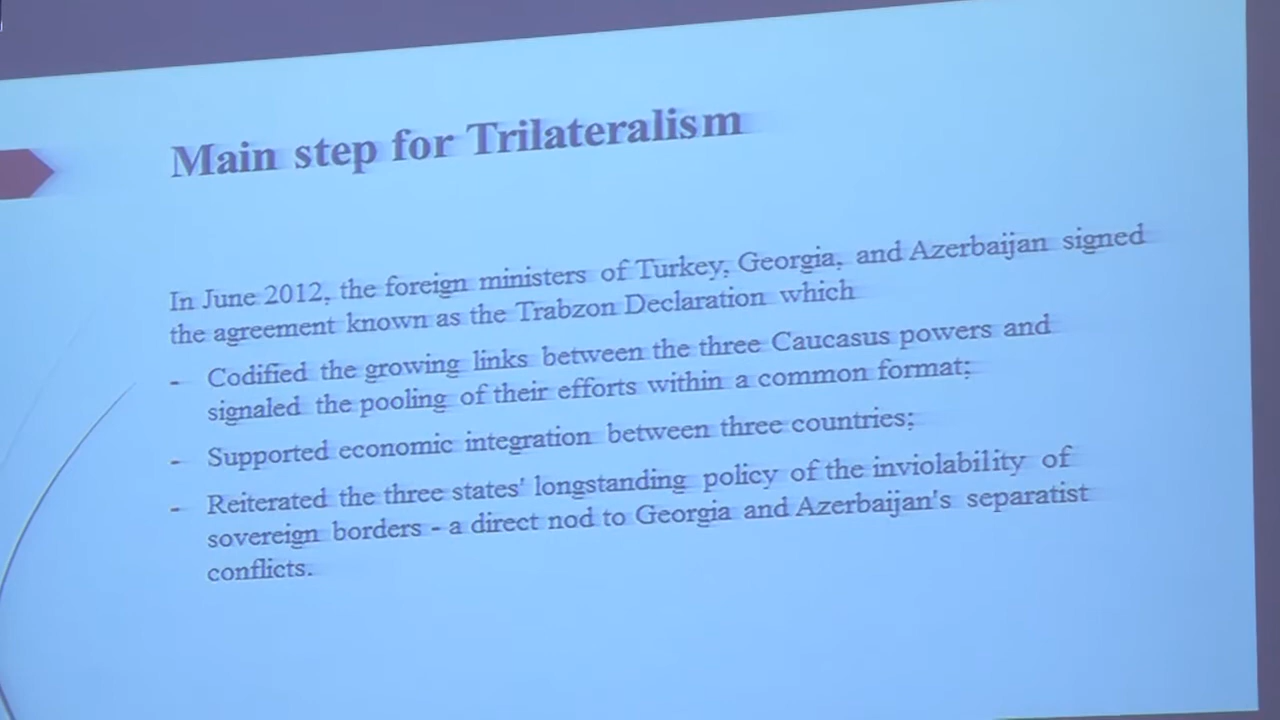 Main step for Trilateralism
In June 2012, the foreign ministers of Turkey, Georgia, and Azerbaijan signed
the agreement known as the Trabzon Declaration which
- Codified the growing links between the three Caucasus powers and
signaled the pooling of their efforts within a common format;
- Supported economic integration between three countries;
- Reiterated the three states' longstanding policy of the inviolability of
sovereign borders - a direct nod to Georgia and Azerbaijan's separatist
conflicts.